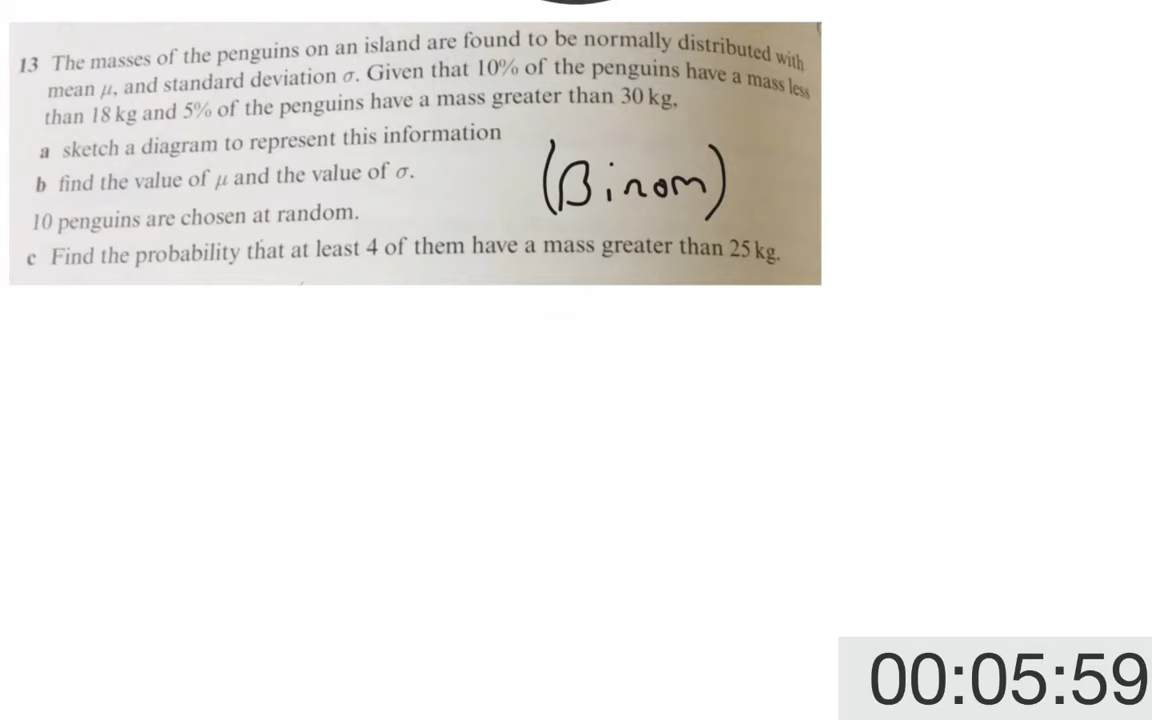 13 The masses of the penguins on an island are found to be normally distributed with
mean μ, and standard deviation σ. Given that 10% of the penguins have a mass less
than 18 kg and 5% of the penguins have a mass greater than 30 kg,
a sketch a diagram to represent this information
b find the value of μ and the value of σ.
(Binom)
10 penguins are chosen at random.
c Find the probability that at least 4 of them have a mass greater than 25 kg.
00:05:59